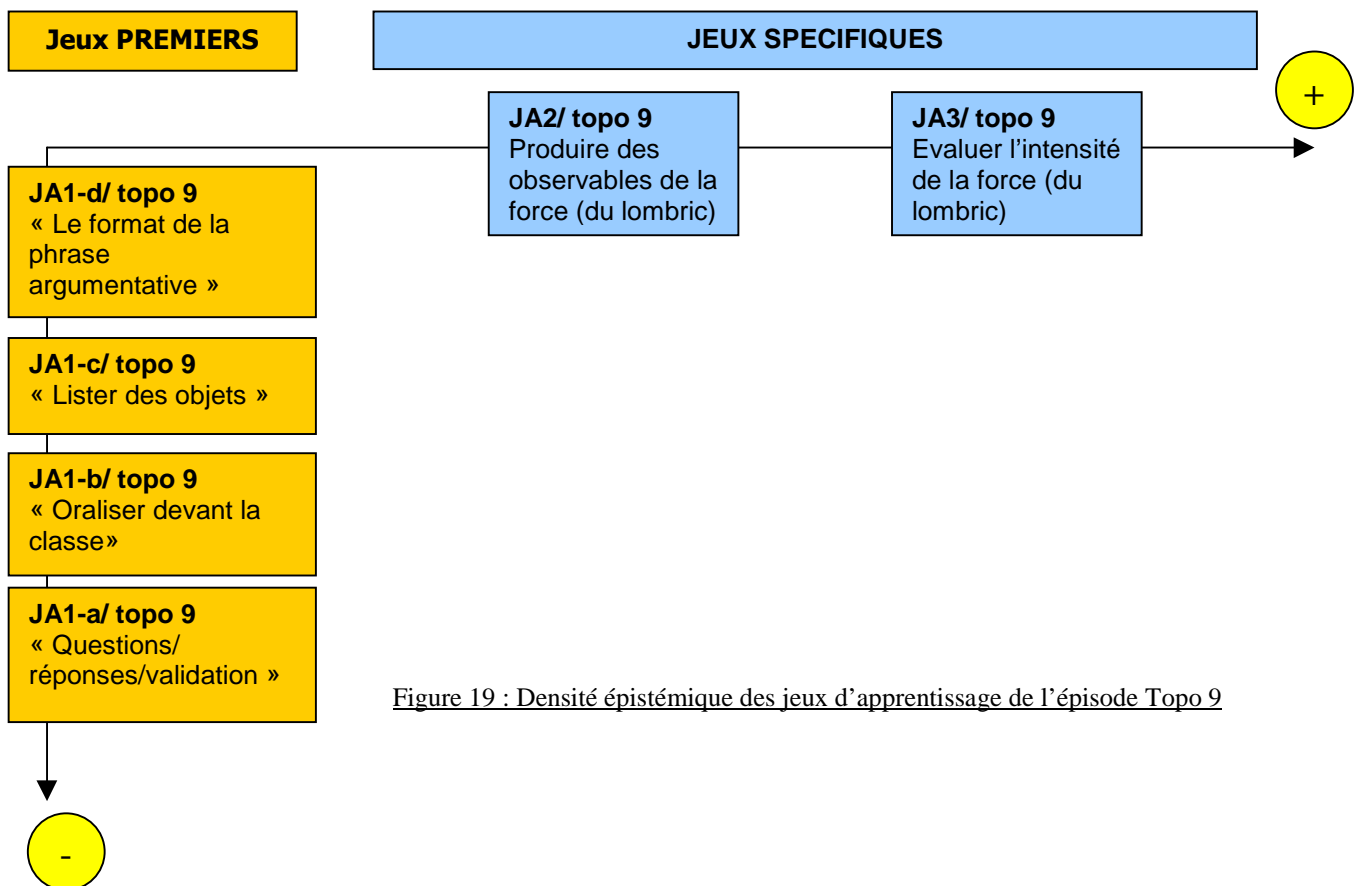 Jeux PREMIERS
JEUX SPECIFIQUES
+
JA2/ topo 9
Produire des
observables de la
force (du lombric)
JA3/ topo 9
Evaluer l’intensité
de la force (du
lombric)
JA1-d/ topo 9
« Le format de la
phrase
argumentative »
JA1-c/ topo 9
« Lister des objets »
JA1-b/ topo 9
« Oraliser devant la
classe»
JA1-a/ topo 9
« Questions/
réponses/validation »
Figure 19 : Densité épistémique des jeux d’apprentissage de l’épisode Topo 9
-